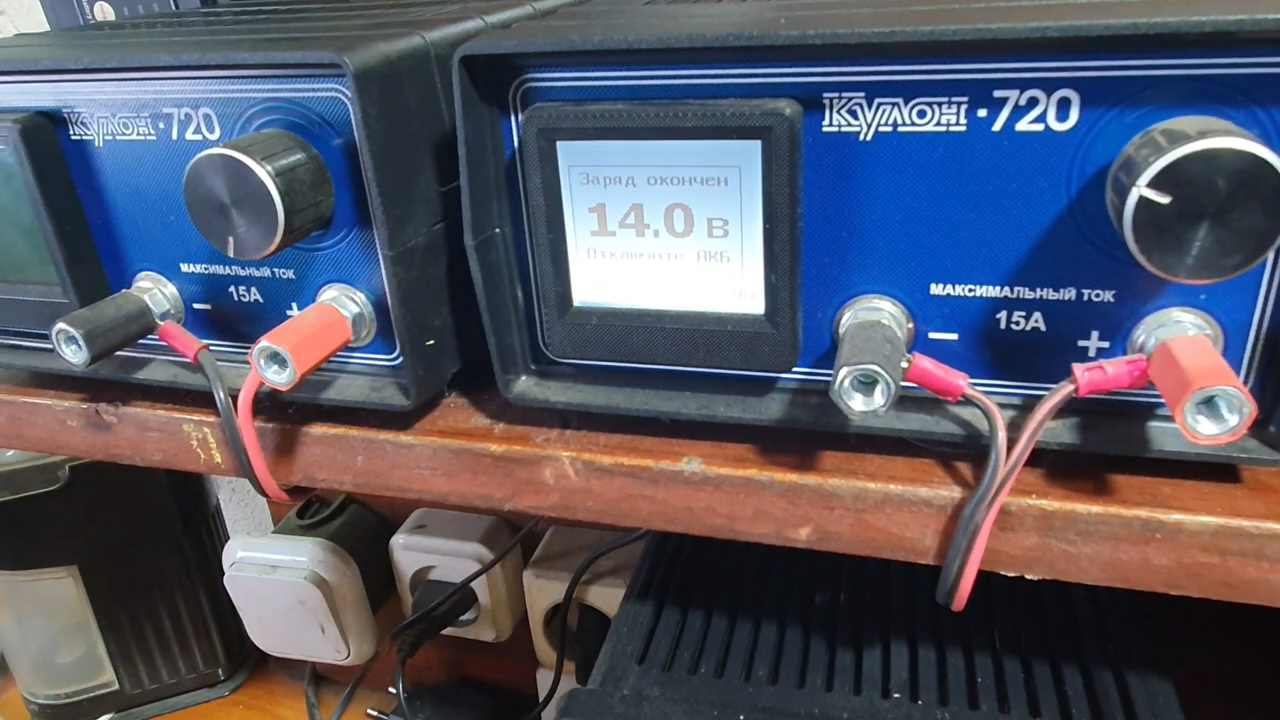 КУЛОН-720
МАКСИМАЛЬНЫЙ ТОК
15А
−
+
Заряд окончен
14.0 В
Отключите АКБ
КУЛОН-720
МАКСИМАЛЬНЫЙ ТОК
15А
−
+